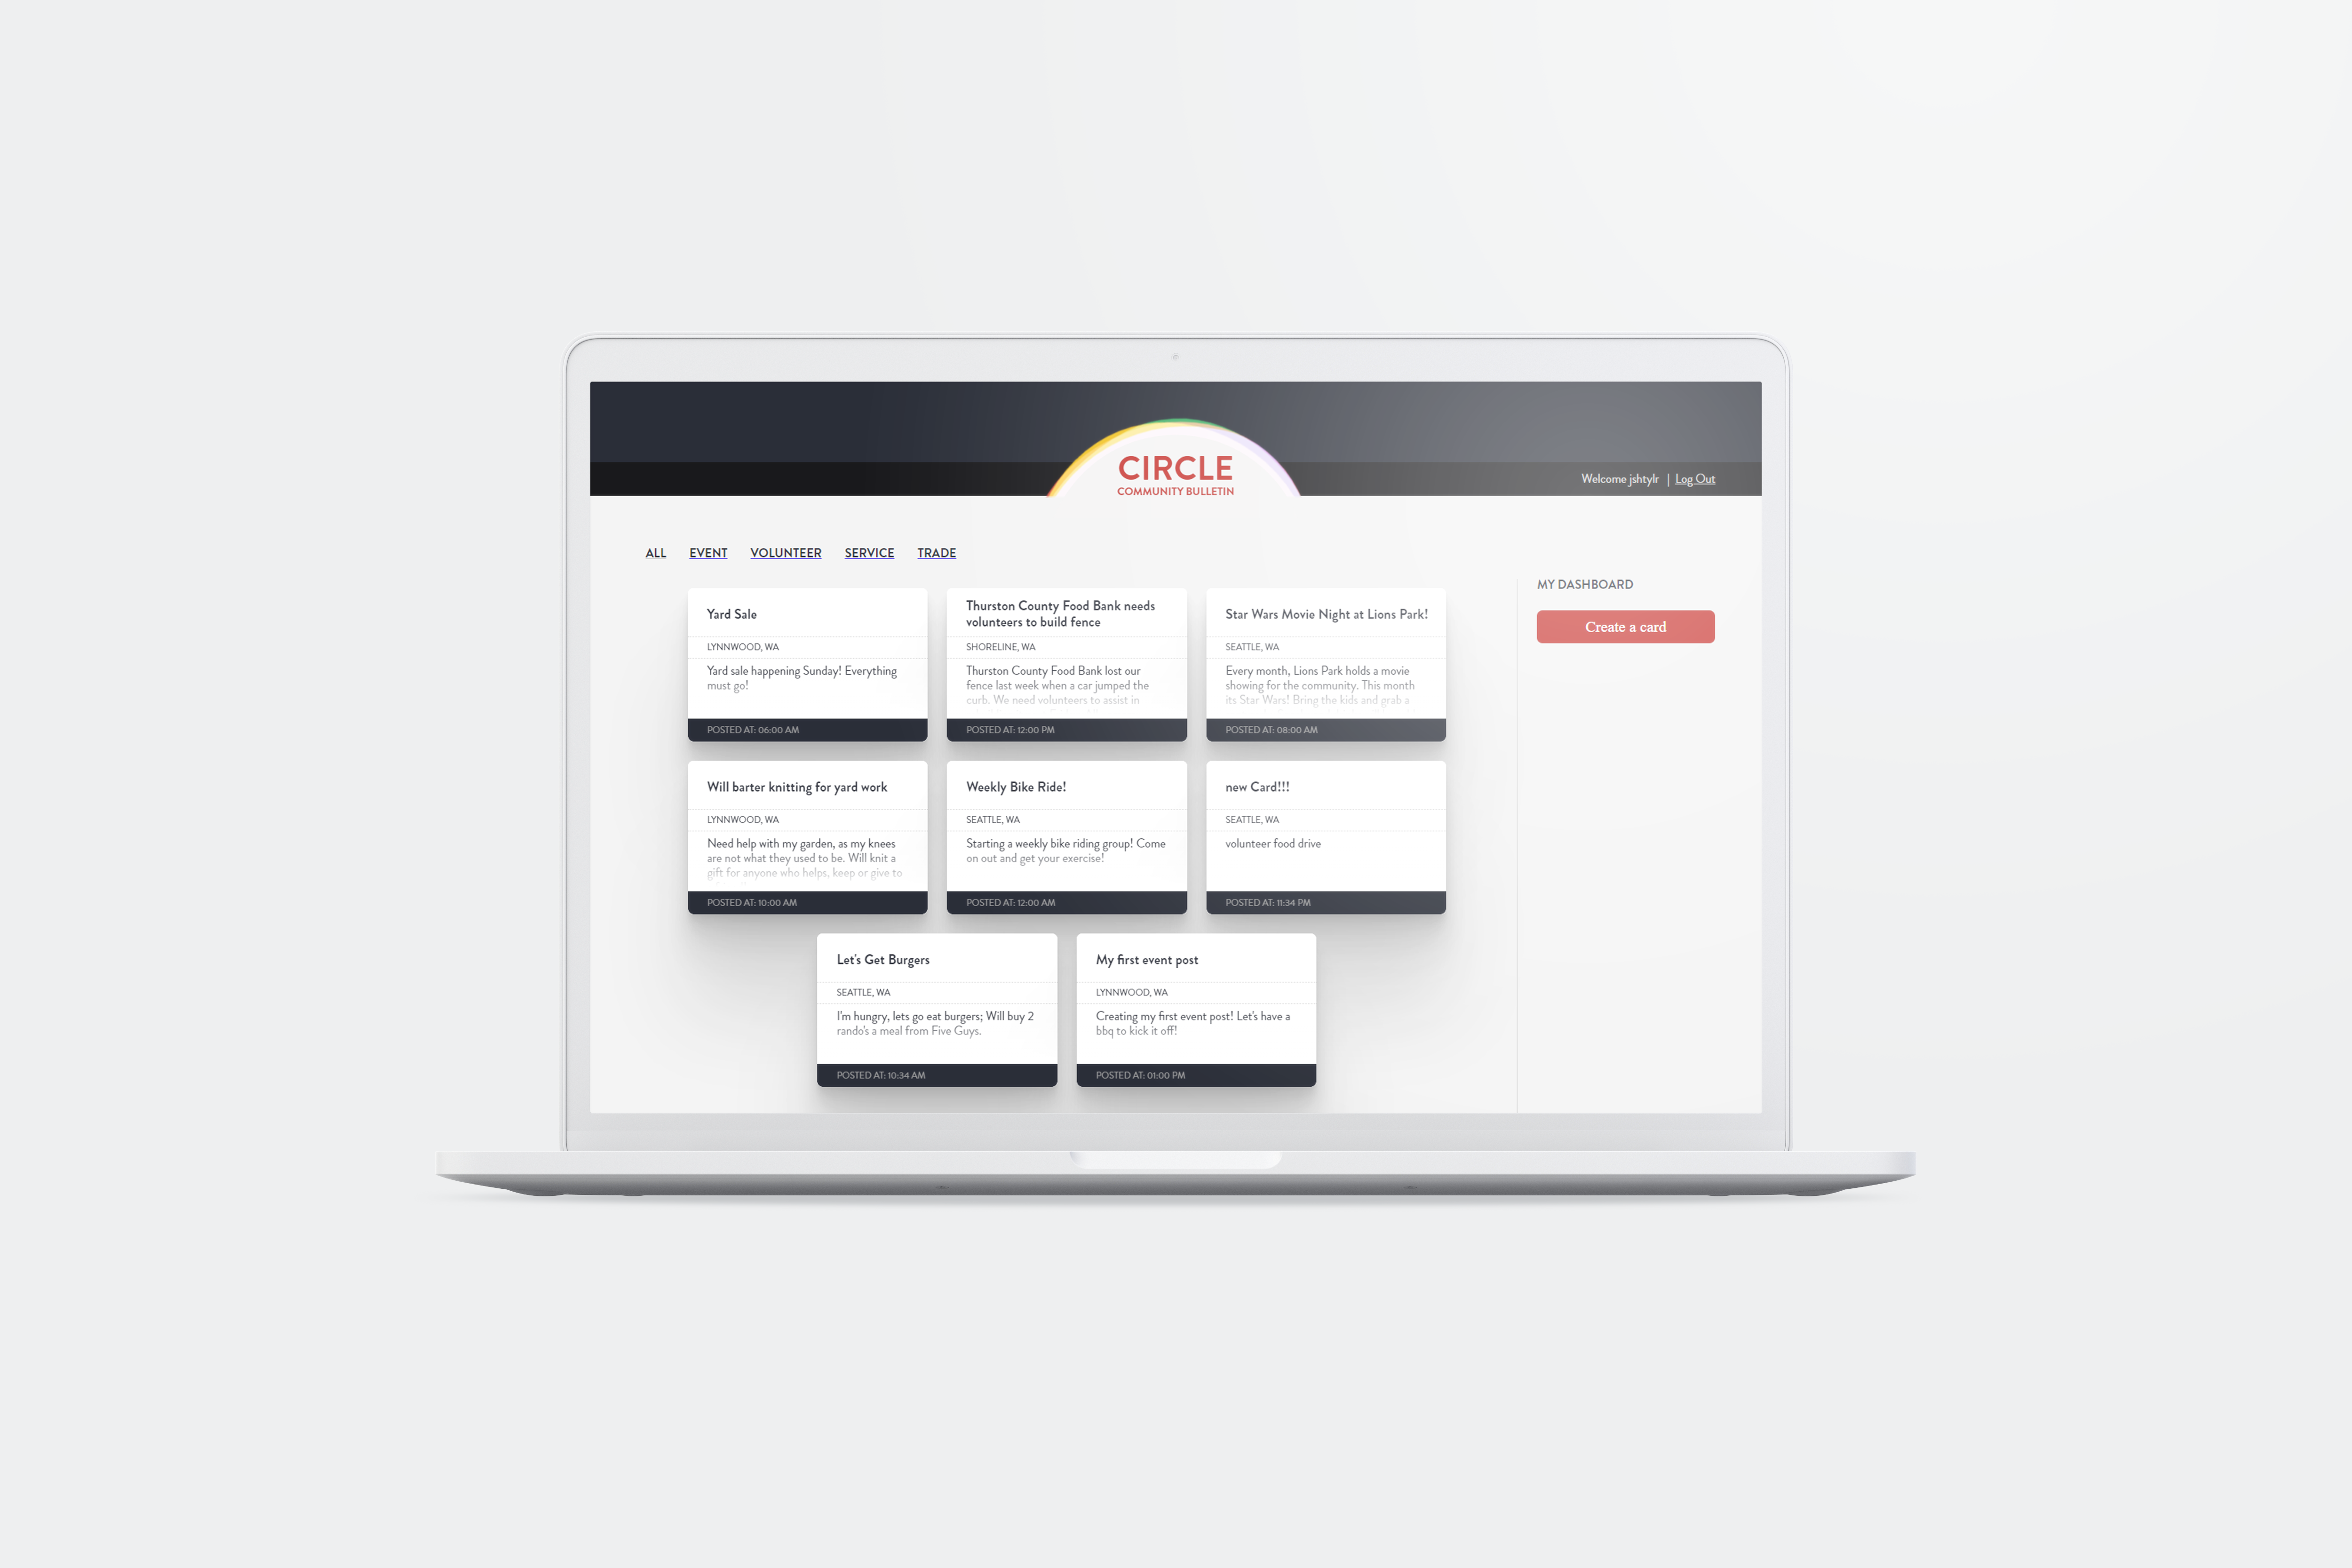 CIRCLE
COMMUNITY BULLETIN
Welcome jshtylr | Log Out
ALL EVENT VOLUNTEER SERVICE TRADE
MY DASHBOARD
Create a card
Yard Sale
LYNNWOOD, WA
Yard sale happening Sunday! Everything
must go!
POSTED AT: 06:00 AM
Thurston County Food Bank needs
volunteers to build fence
SHORELINE, WA
Thurston County Food Bank lost our
fence last week when a car jumped the
curb. We need volunteers to assist in
POSTED AT: 12:00 PM
Star Wars Movie Night at Lions Park!
SEATTLE, WA
Every month, Lions Park holds a movie
showing for the community. This month
its Star Wars! Bring the kids and grab a
POSTED AT: 08:00 AM
Will barter knitting for yard work
LYNNWOOD, WA
Need help with my garden, as my knees
are not what they used to be. Will knit a
gift for anyone who helps, keep or give to
POSTED AT: 10:00 AM
Weekly Bike Ride!
SEATTLE, WA
Starting a weekly bike riding group! Come
on out and get your exercise!
POSTED AT: 12:00 AM
new Card!!!
SEATTLE, WA
volunteer food drive
POSTED AT: 11:34 PM
Let's Get Burgers
SEATTLE, WA
I'm hungry, lets go eat burgers; Will buy 2
rando's a meal from Five Guys.
POSTED AT: 10:34 AM
My first event post
LYNNWOOD, WA
Creating my first event post! Let's have a
bbq to kick it off!
POSTED AT: 01:00 PM